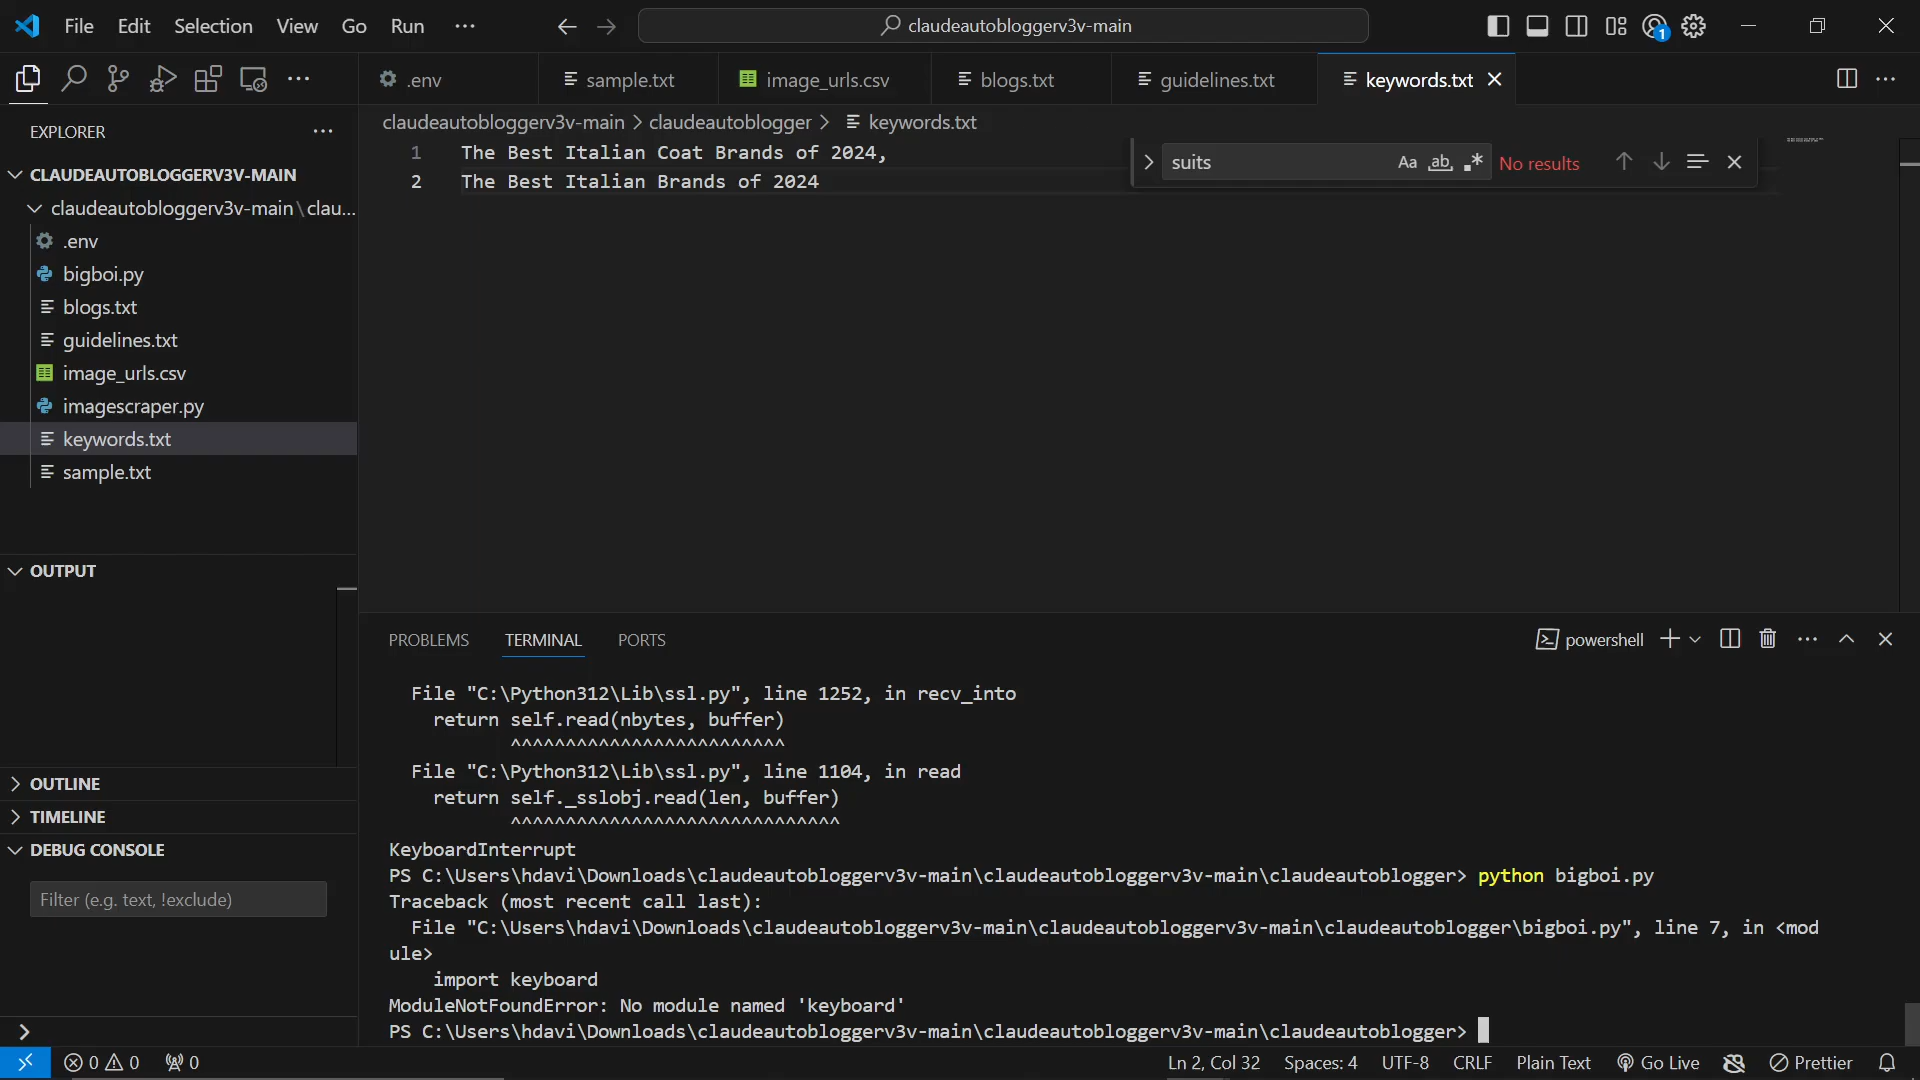 File Edit Selection View Go Run ··· claudeautobloggerv3v-main 1
.env sample.txt image_urls.csv blogs.txt guidelines.txt keywords.txt
EXPLORER
claudeautobloggerv3v-main > claudeautoblogger > keywords.txt
1 The Best Italian Coat Brands of 2024,
2 The Best Italian Brands of 2024
suits Aa ab .* No results
CLAUDEAUTOBLOGGERV3V-MAIN
claudeautobloggerv3v-main\clau...
.env
bigboi.py
blogs.txt
guidelines.txt
image_urls.csv
imagescraper.py
keywords.txt
sample.txt
OUTPUT
OUTLINE
TIMELINE
DEBUG CONSOLE
Filter (e.g. text, !exclude)
PROBLEMS TERMINAL PORTS powershell
File "C:\Python312\Lib\ssl.py", line 1252, in recv_into
return self.read(nbytes, buffer)
^^^^^^^^^^^^^^^^^^^^^^^^^
File "C:\Python312\Lib\ssl.py", line 1104, in read
return self._sslobj.read(len, buffer)
^^^^^^^^^^^^^^^^^^^^^^^^^^^^^^
KeyboardInterrupt
PS C:\Users\hdavi\Downloads\claudeautobloggerv3v-main\claudeautobloggerv3v-main\claudeautoblogger> python bigboi.py
Traceback (most recent call last):
File "C:\Users\hdavi\Downloads\claudeautobloggerv3v-main\claudeautobloggerv3v-main\claudeautoblogger\bigboi.py", line 7, in <mod
ule>
import keyboard
ModuleNotFoundError: No module named 'keyboard'
PS C:\Users\hdavi\Downloads\claudeautobloggerv3v-main\claudeautobloggerv3v-main\claudeautoblogger>
0 0 0 Ln 2, Col 32 Spaces: 4 UTF-8 CRLF Plain Text Go Live Prettier